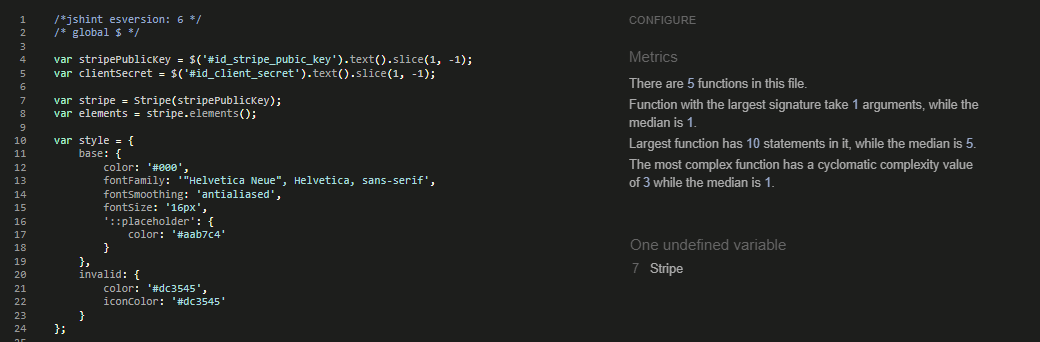 1 /*jshint esversion: 6 */
2 /* global $ */
3
4 var stripePublicKey = $('#id_stripe_pubic_key').text().slice(1, -1);
5 var clientSecret = $('#id_client_secret').text().slice(1, -1);
6
7 var stripe = Stripe(stripePublicKey);
8 var elements = stripe.elements();
9
10 var style = {
11 base: {
12 color: '#000',
13 fontFamily: '"Helvetica Neue", Helvetica, sans-serif',
14 fontSmoothing: 'antialiased',
15 fontSize: '16px',
16 '::placeholder': {
17 color: '#aab7c4'
18 }
19 },
20 invalid: {
21 color: '#dc3545',
22 iconColor: '#dc3545'
23 }
24 };
CONFIGURE
Metrics
There are 5 functions in this file.
Function with the largest signature take 1 arguments, while the
median is 1.
Largest function has 10 statements in it, while the median is 5.
The most complex function has a cyclomatic complexity value
of 3 while the median is 1.
One undefined variable
7 Stripe